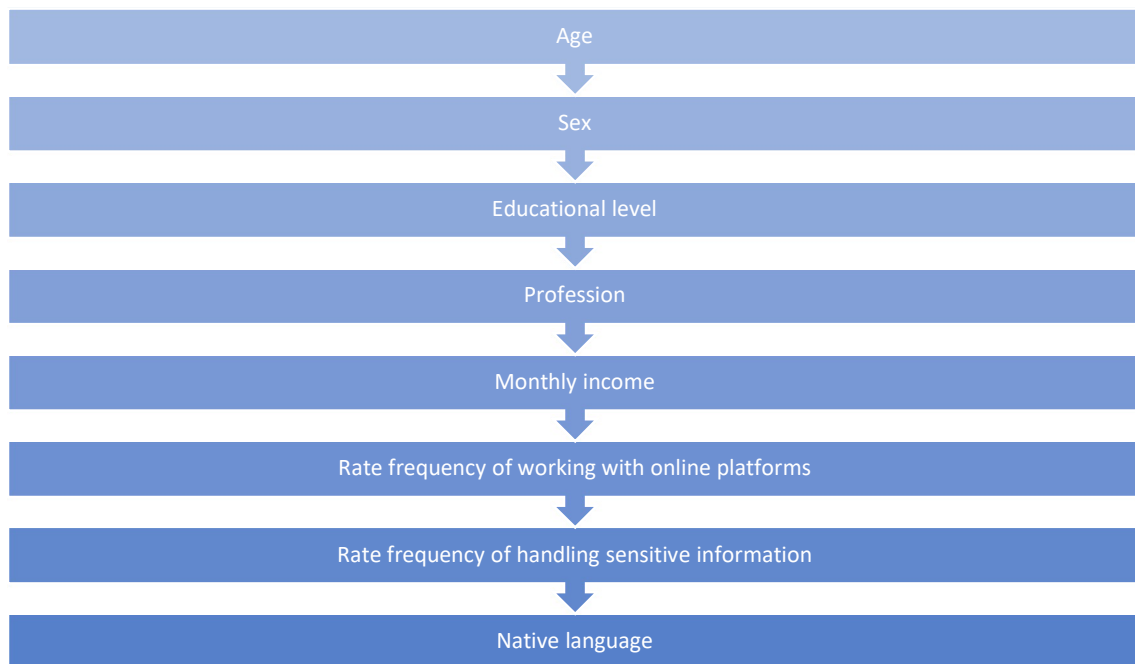 Age
Sex
Educational level
Profession
Monthly income
Rate frequency of working with online platforms
Rate frequency of handling sensitive information
Native language